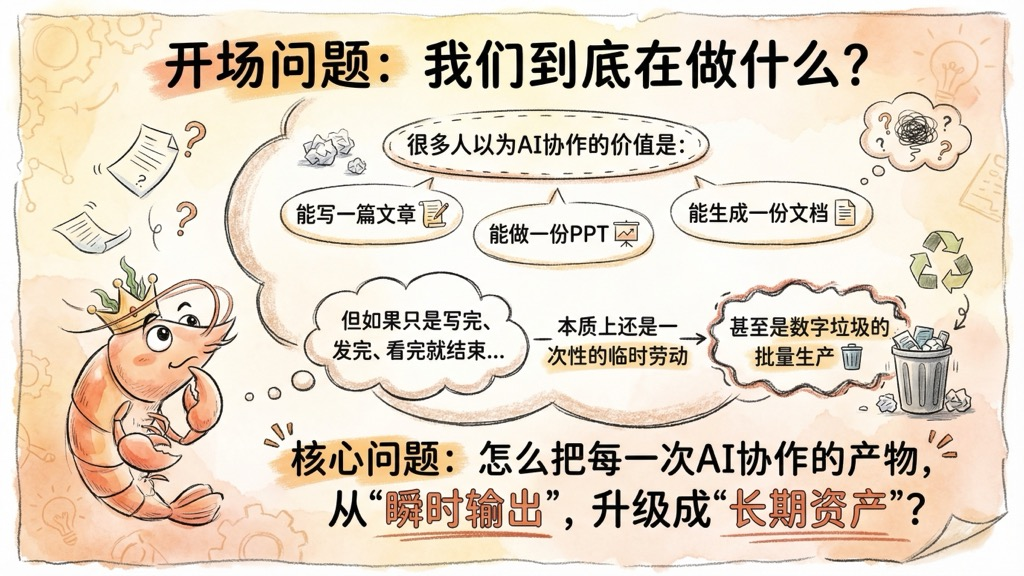 开场问题：我们到底在做什么？
很多人以为AI协作的价值是：
能写一篇文章
能做一份PPT
能生成一份文档
但如果只是写完、
发完、看完就结束...
本质上还是一
次性的临时劳动
甚至是数字垃圾的
批量生产
核心问题：怎么把每一次AI协作的产物，
从“瞬时输出”，升级成“长期资产”？